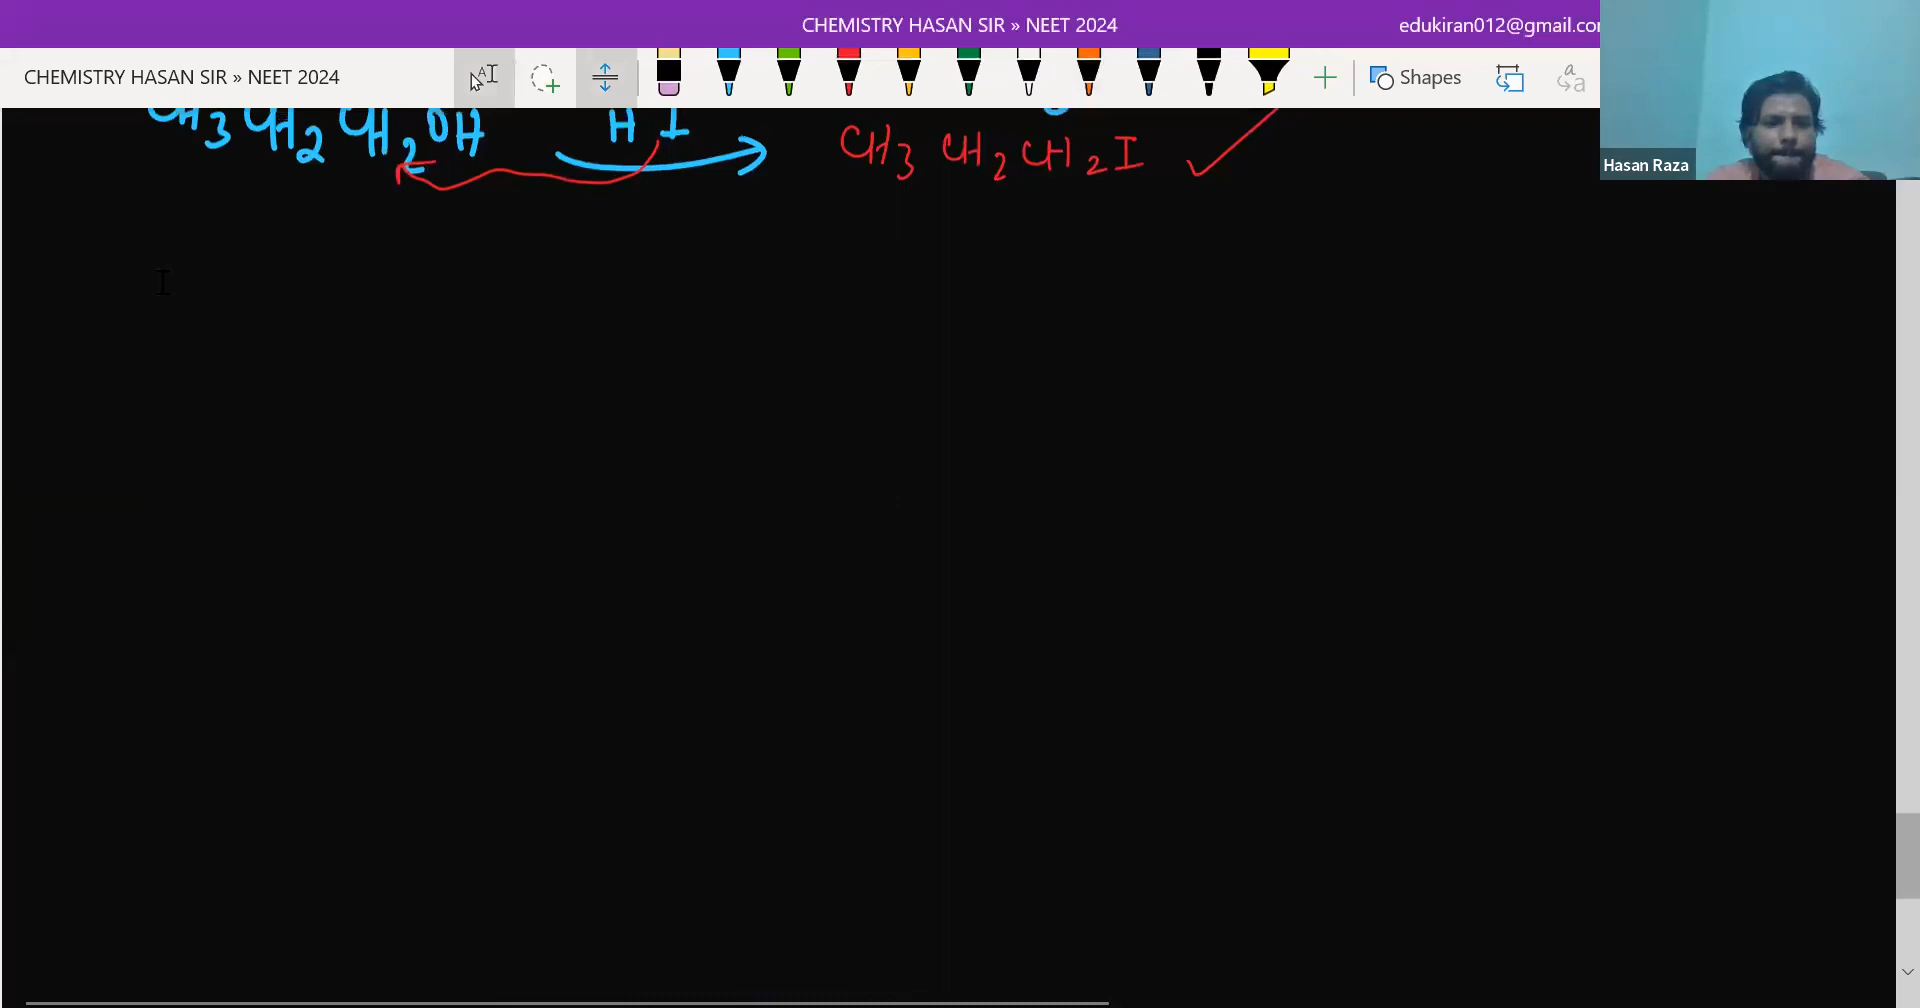 CHEMISTRY HASAN SIR » NEET 2024
edukiran012@gmail.co
CHEMISTRY HASAN SIR » NEET 2024
Shapes
Hasan Raza
CH3 CH2 CH2 OH H I CH3 CH2 CH2 I